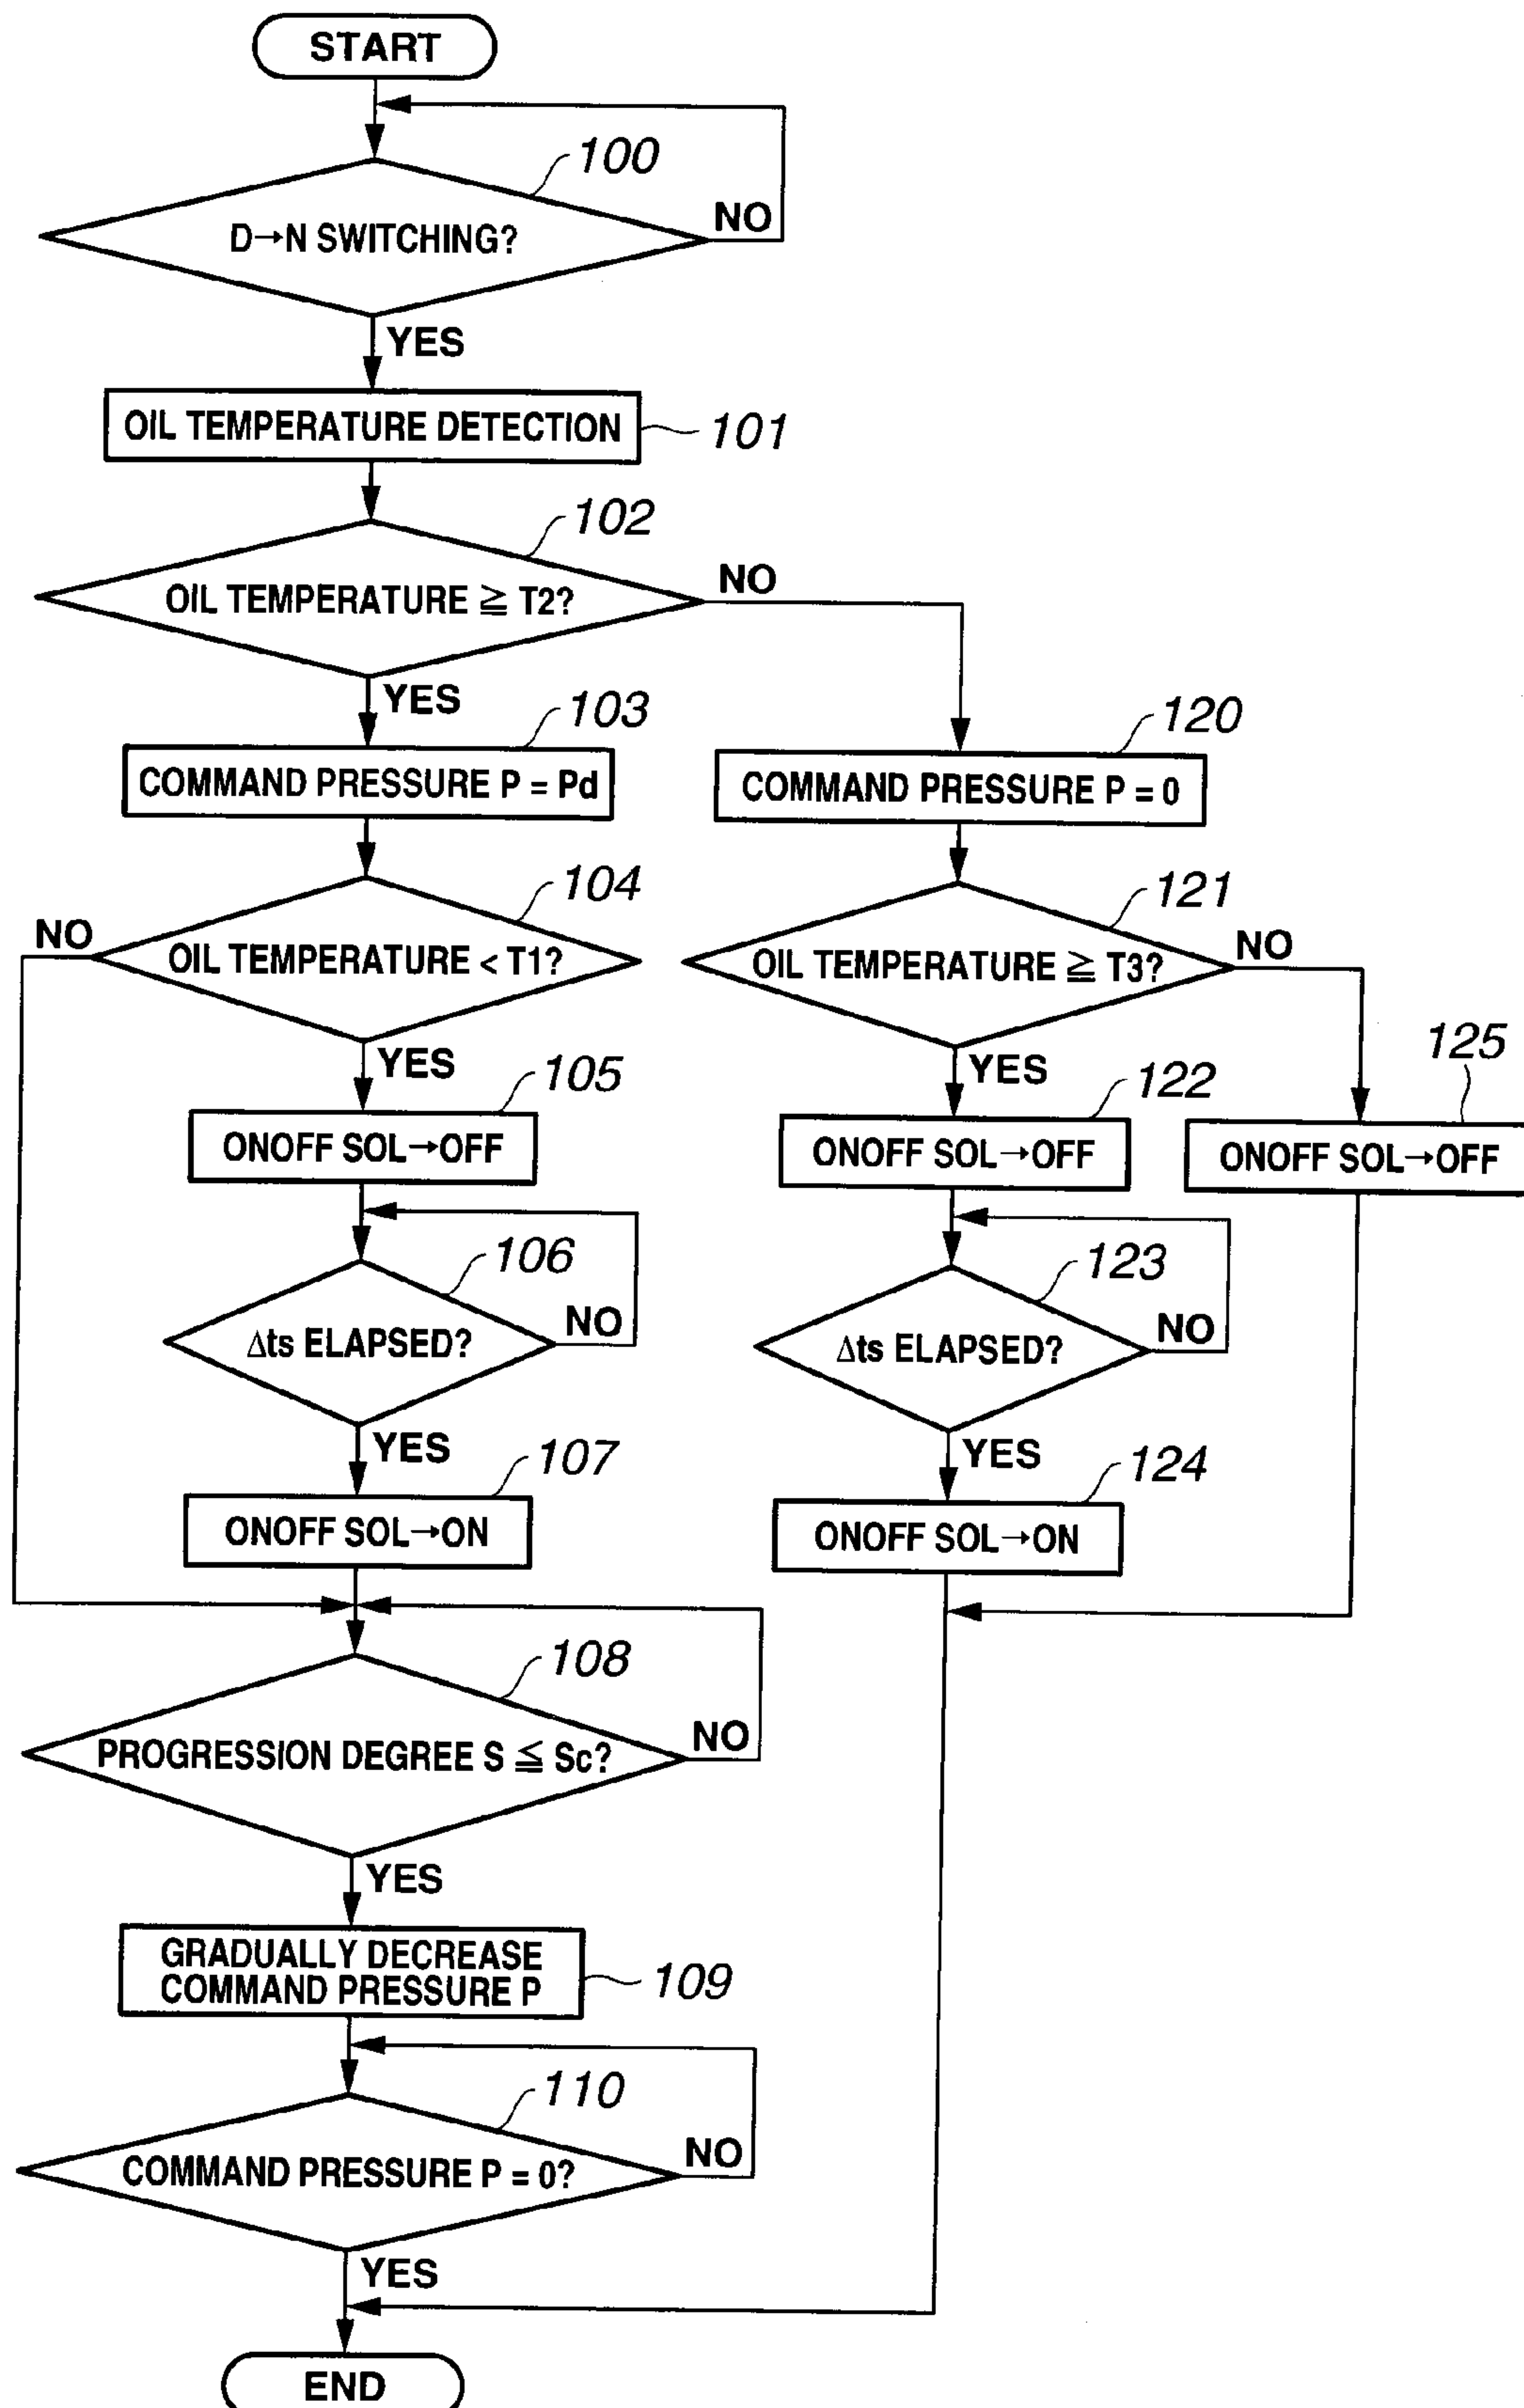 START
100
D→N SWITCHING?
NO
YES
OIL TEMPERATURE DETECTION
101
102
OIL TEMPERATURE ≧ T2?
NO
YES
103
COMMAND PRESSURE P = Pd
104
NO
OIL TEMPERATURE < T1?
YES
105
ONOFF SOL→OFF
106
Δts ELAPSED?
NO
YES
107
ONOFF SOL→ON
108
PROGRESSION DEGREE S ≦ Sc?
NO
YES
GRADUALLY DECREASE
COMMAND PRESSURE P
109
110
COMMAND PRESSURE P = 0?
NO
YES
END
120
COMMAND PRESSURE P = 0
121
OIL TEMPERATURE ≧ T3?
NO
YES
122
ONOFF SOL→OFF
123
Δts ELAPSED?
NO
YES
124
ONOFF SOL→ON
125
ONOFF SOL→OFF